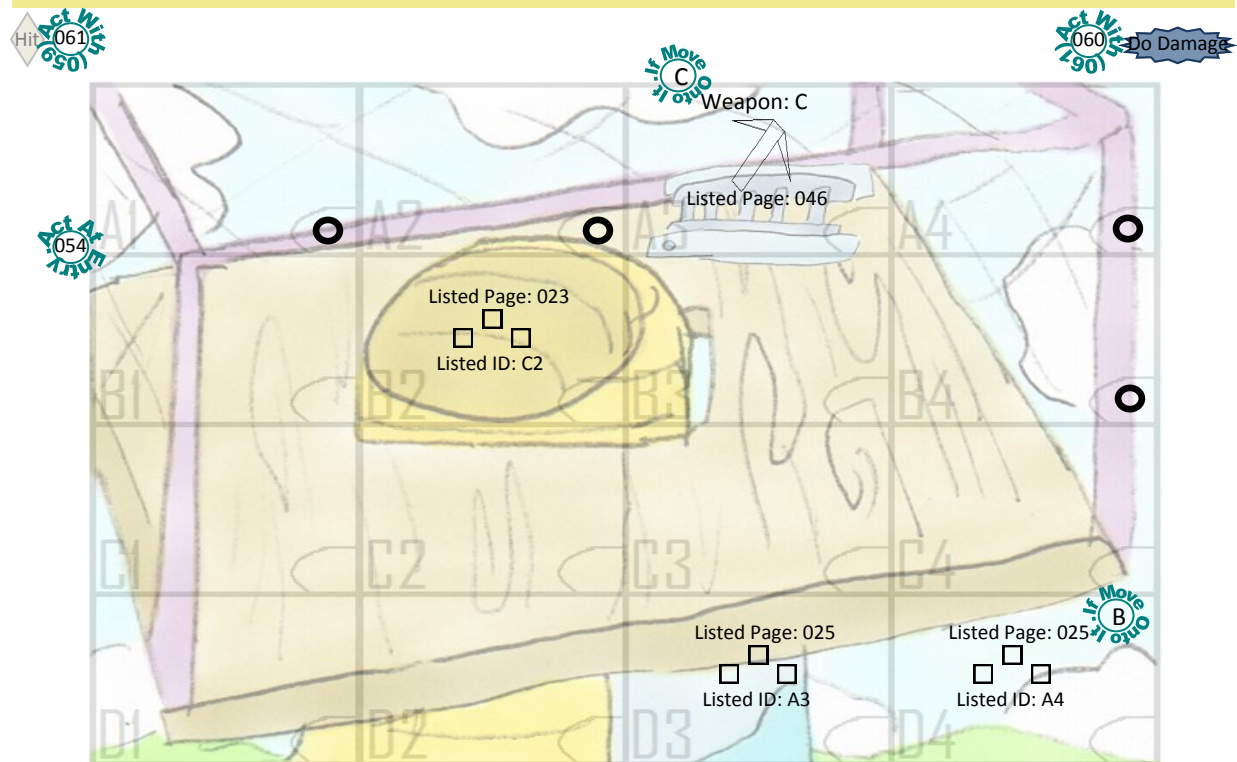 Hit
Act With (059)
061
Act With (061)
060
Do Damage
If Move Onto It.
C
Weapon: C
Listed Page: 046
A1
A2
A3
A4
Act At Entry.
054
Listed Page: 023
Listed ID: C2
B1
B2
B3
B4
C1
C2
C3
C4
If Move Onto It.
B
Listed Page: 025
Listed ID: A3
Listed Page: 025
Listed ID: A4
D1
D2
D3
D4